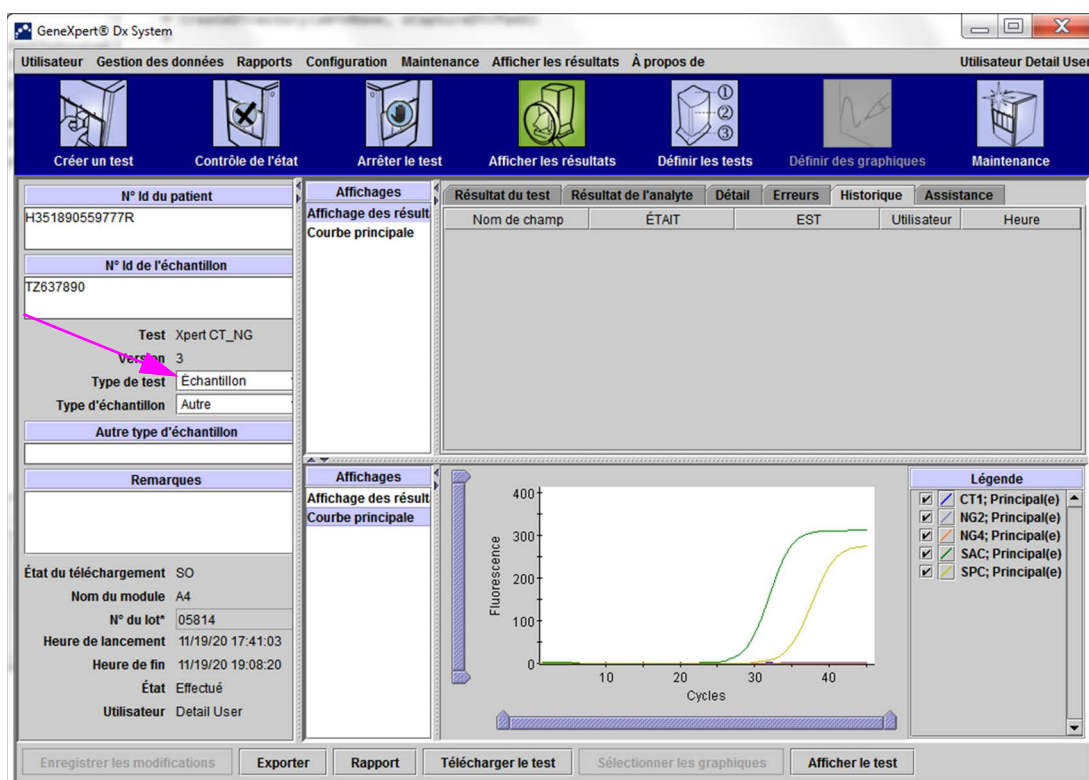 GeneXpert® Dx System
Utilisateur Gestion des données Rapports Configuration Maintenance Afficher les résultats À propos de Utilisateur Detail User
Créer un test Contrôle de l'état Arrêter le test Afficher les résultats Définir les tests Définir des graphiques Maintenance
N° Id du patient
H351890559777R
N° Id de l'échantillon
TZ637890
Test Xpert CT_NG
Version 3
Type de test Échantillon
Type d'échantillon Autre
Autre type d'échantillon
Remarques
État du téléchargement SO
Nom du module A4
N° du lot* 05814
Heure de lancement 11/19/20 17:41:03
Heure de fin 11/19/20 19:08:20
État Effectué
Utilisateur Detail User
Affichages
Affichage des résult
Courbe principale
Résultat du test Résultat de l'analyte Détail Erreurs Historique Assistance
Nom de champ ÉTAIT EST Utilisateur Heure
Affichages
Affichage des résult
Courbe principale
400
300
200
100
0
Fluorescence
10 20 30 40
Cycles
Légende
CT1; Principal(e)
NG2; Principal(e)
NG4; Principal(e)
SAC; Principal(e)
SPC; Principal(e)
Enregistrer les modifications Exporter Rapport Télécharger le test Sélectionner les graphiques Afficher le test